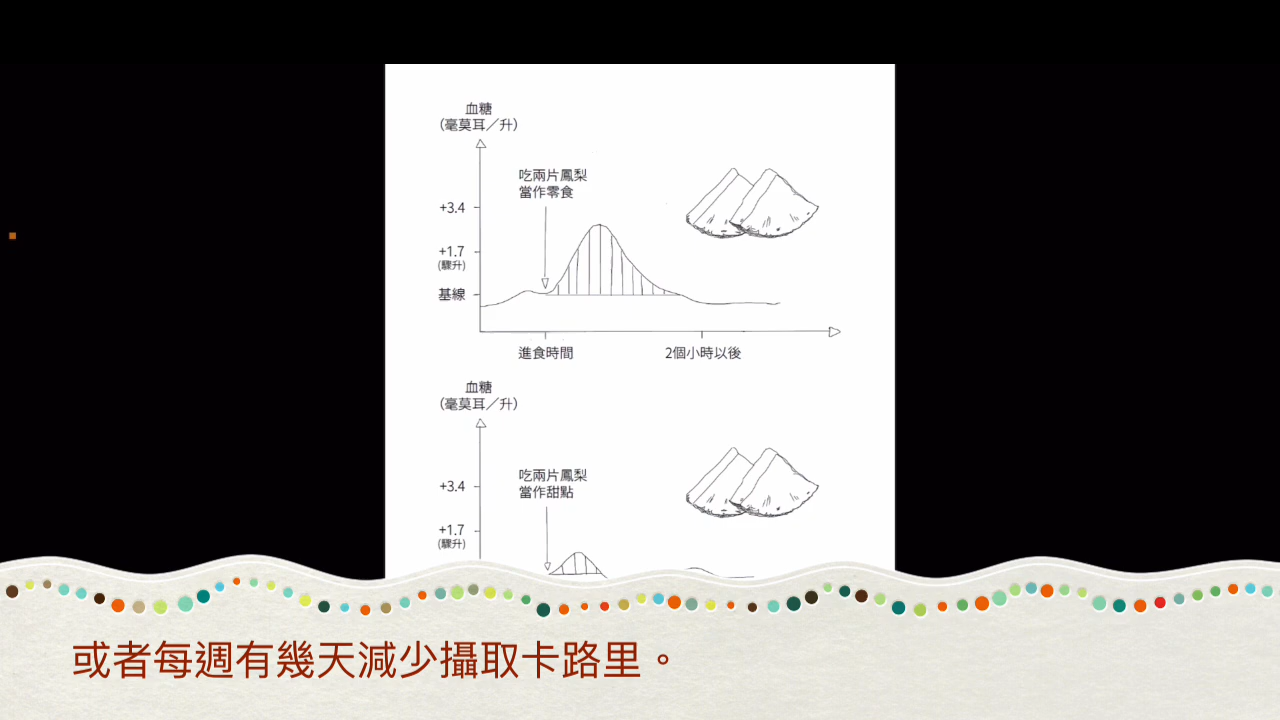 血糖
(毫莫耳／升)
吃兩片鳳梨
當作零食
+3.4
+1.7
(驟升)
基線
進食時間
2個小時以後
血糖
(毫莫耳／升)
吃兩片鳳梨
當作甜點
+3.4
+1.7
(驟升)
或者每週有幾天減少攝取卡路里。